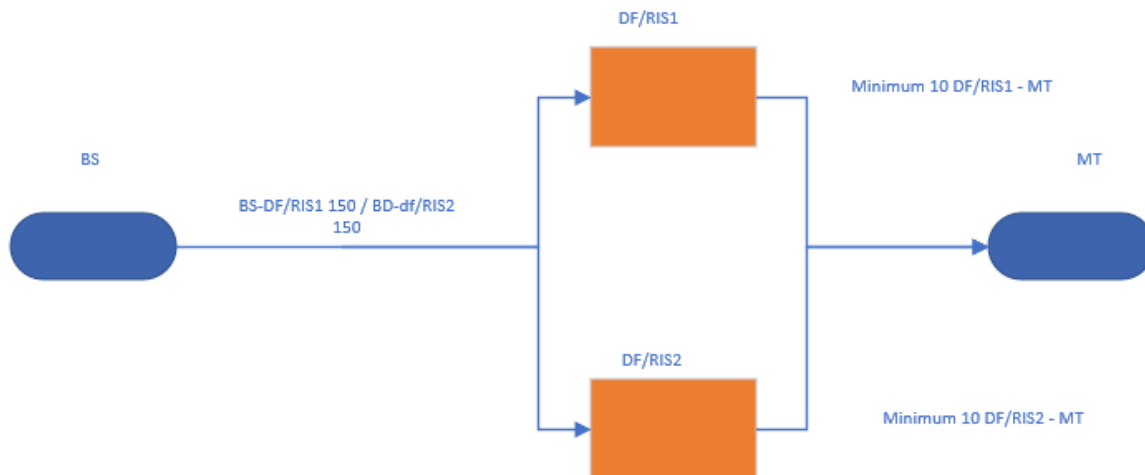 DF/RIS1
Minimum 10 DF/RIS1 - MT
BS
MT
BS-DF/RIS1 150 / BD-df/RIS2
150
DF/RIS2
Minimum 10 DF/RIS2 - MT